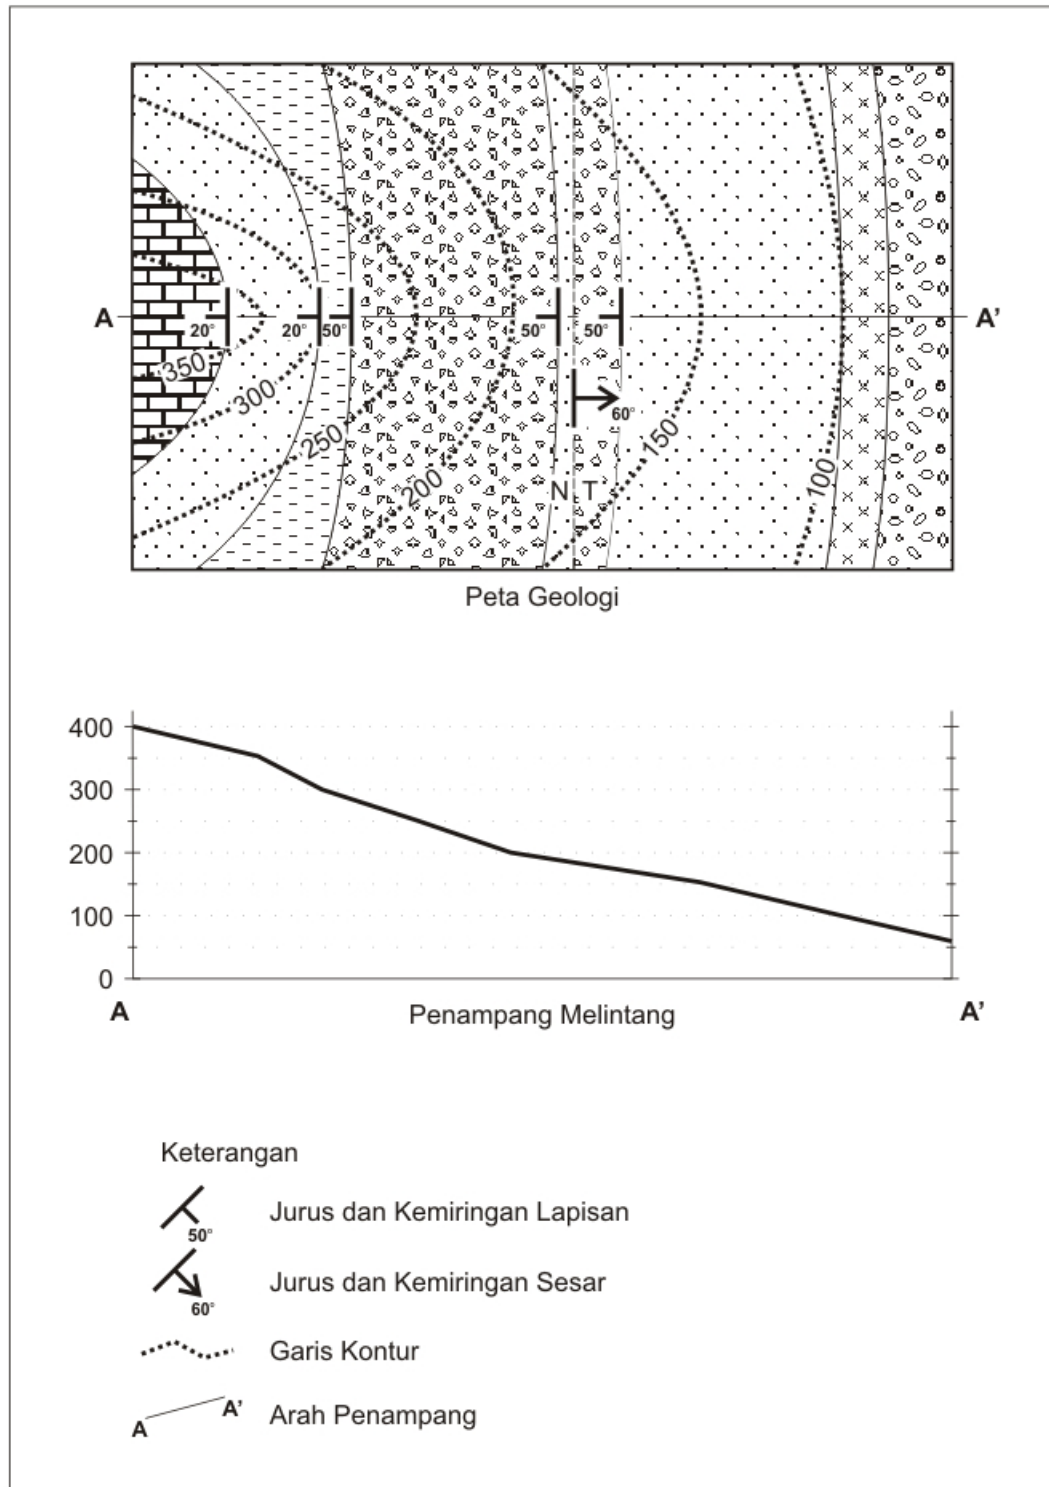 A
A’
20°
20°
50°
50°
50°
60°
350
300
250
200
150
100
N T
Peta Geologi
400
300
200
100
0
A
Penampang Melintang
A’
Keterangan
50°
Jurus dan Kemiringan Lapisan
60°
Jurus dan Kemiringan Sesar
Garis Kontur
A
A’
Arah Penampang